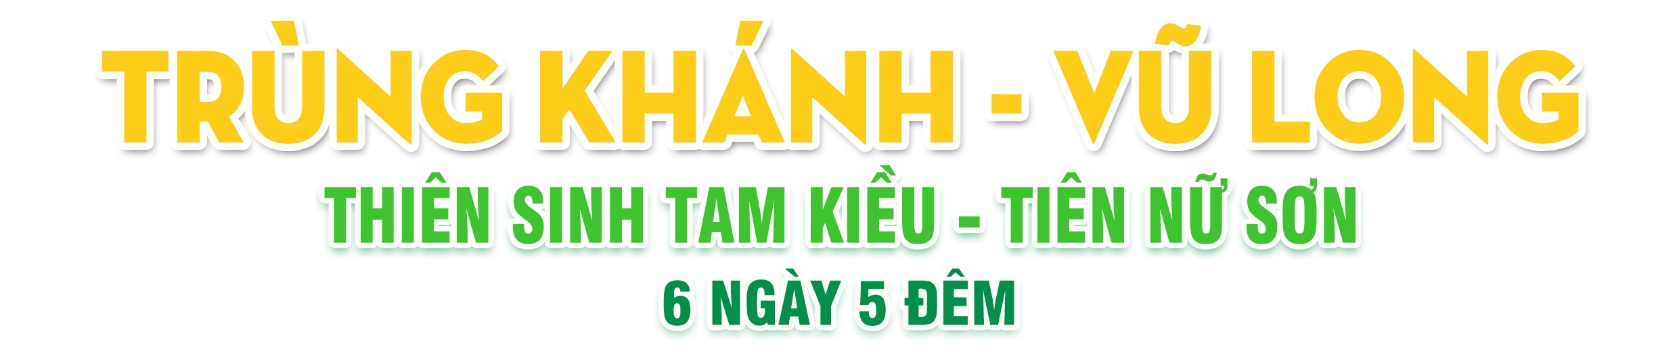 TRÙNG KHÁNH - VŨ LONG
THIÊN SINH TAM KIỀU - TIÊN NỮ SƠN
6 NGÀY 5 ĐÊM